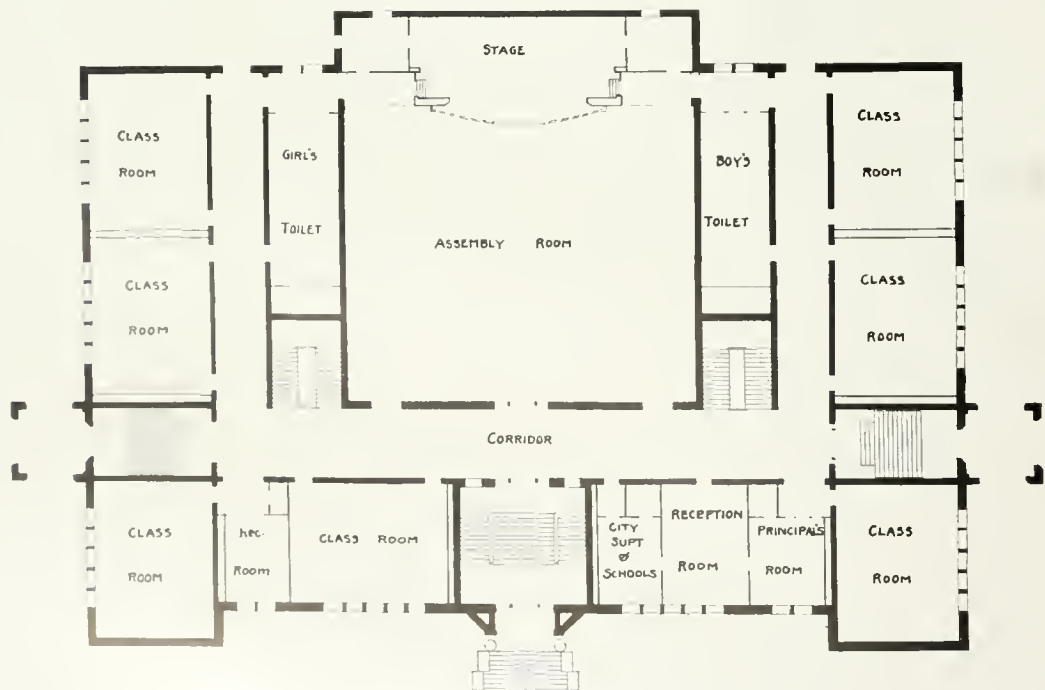 STAGE
CLASS
ROOM
GIRL'S
TOILET
BOY'S
TOILET
CLASS
ROOM
ASSEMBLY ROOM
CLASS
ROOM
CLASS
ROOM
CORRIDOR
CLASS
ROOM
REC.
ROOM
CLASS ROOM
CITY
SUPT
OF
SCHOOLS
RECEPTION
ROOM
PRINCIPAL'S
ROOM
CLASS
ROOM